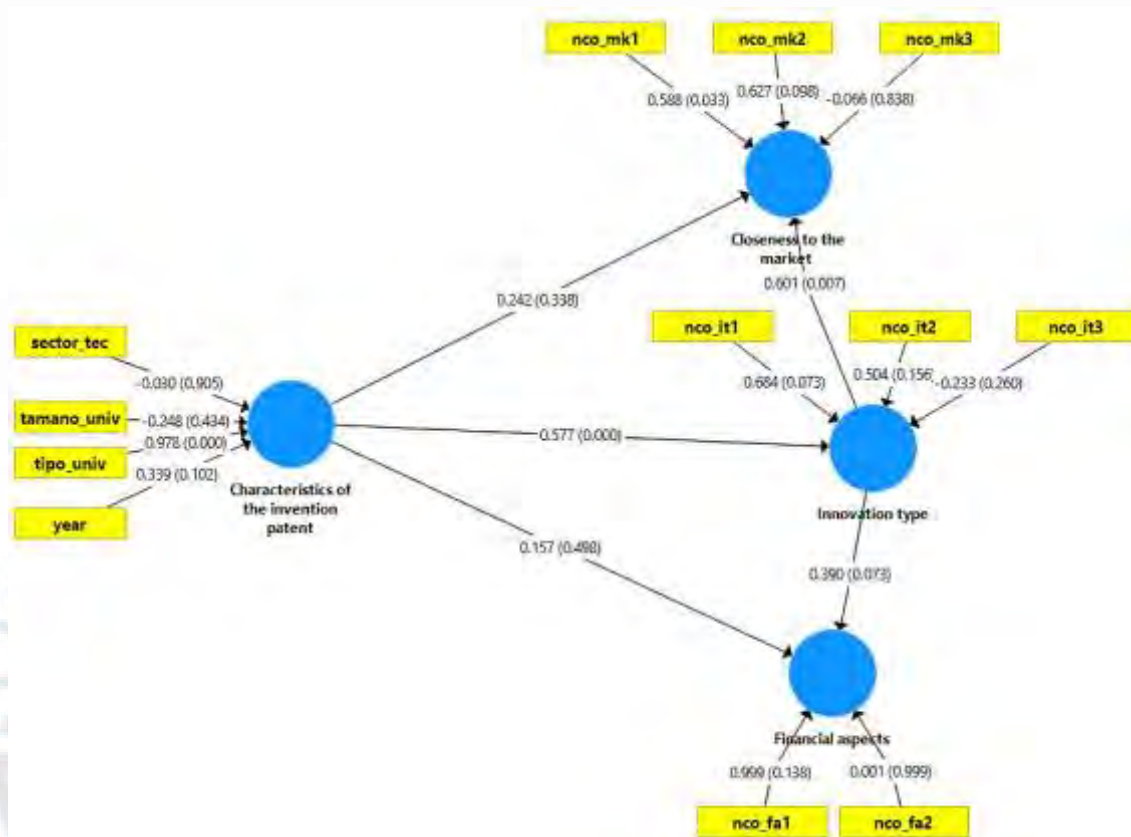 nco_mk1
nco_mk2
nco_mk3
0.588 (0.033)
0.627 (0.098)
-0.066 (0.838)
Closeness to the
market
0.242 (0.338)
0.601 (0.007)
nco_it1
nco_it2
nco_it3
0.684 (0.073)
0.504 (0.156)
-0.233 (0.260)
sector_tec
-0.030 (0.905)
tamano_univ
-0.248 (0.434)
tipo_univ
0.978 (0.000)
0.339 (0.102)
year
Characteristics of
the invention
patent
0.577 (0.000)
Innovation type
0.157 (0.498)
0.390 (0.073)
Financial aspects
0.999 (0.138)
0.001 (0.999)
nco_fa1
nco_fa2